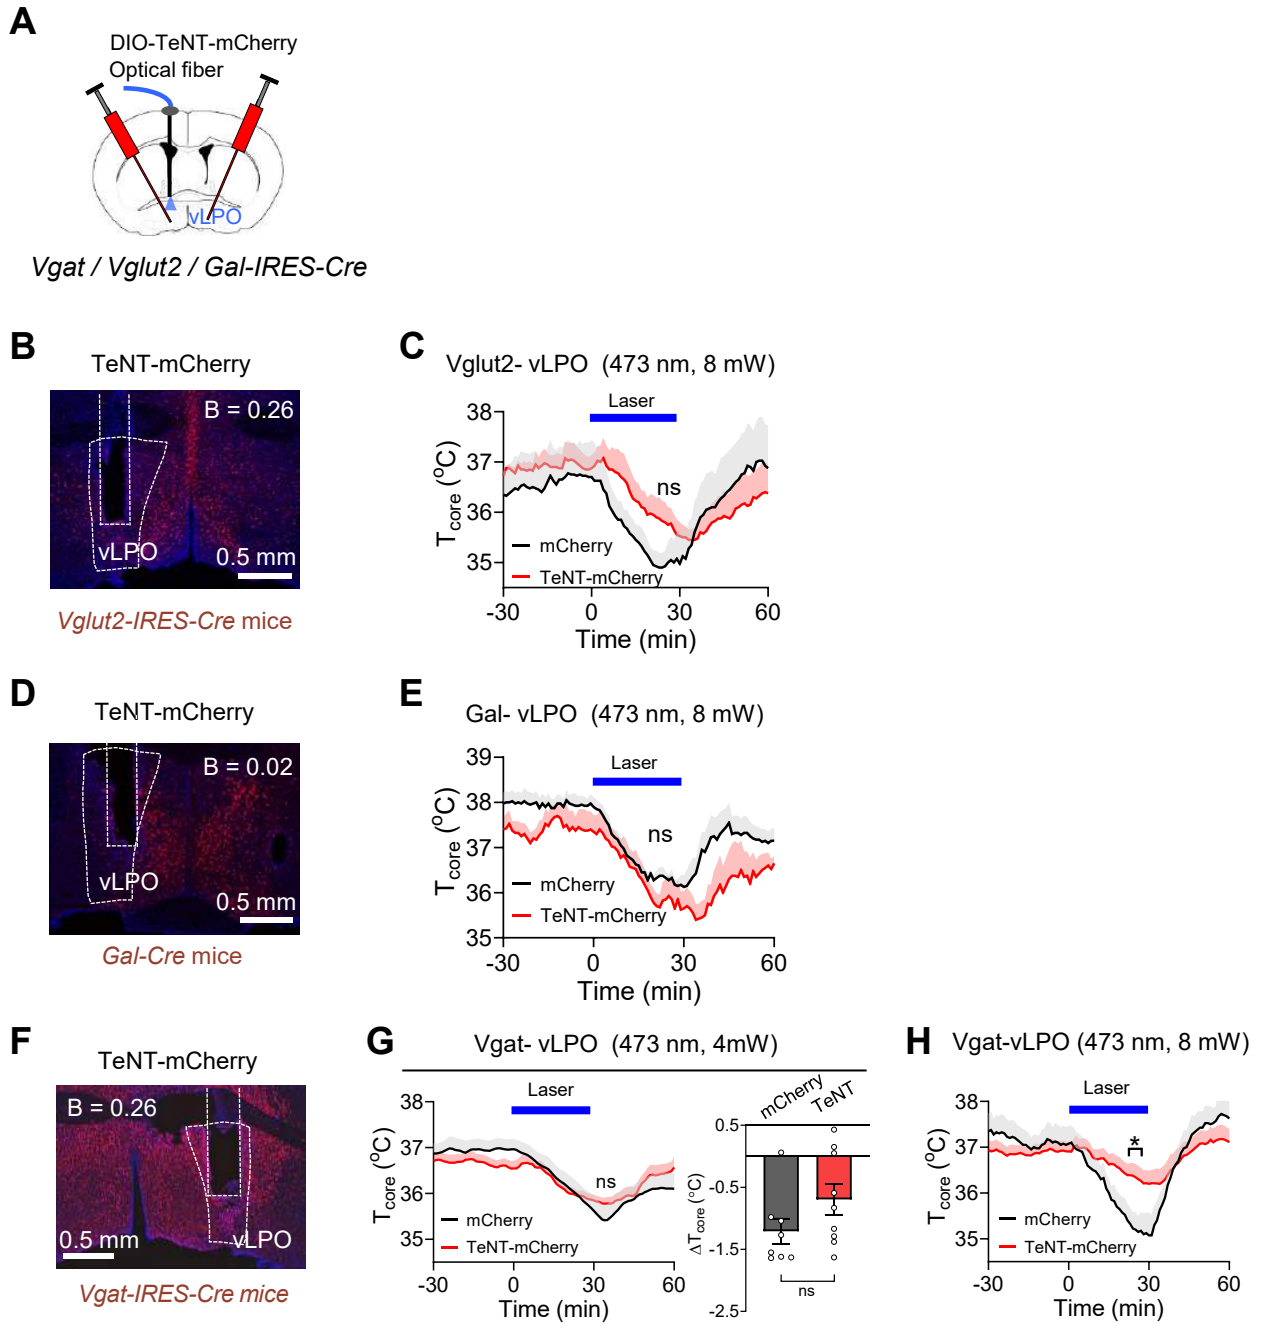 A
DIO-TeNT-mCherry
Optical fiber
vLPO
Vgat / Vglut2 / Gal-IRES-Cre
B
TeNT-mCherry
B = 0.26
vLPO
0.5 mm
Vglut2-IRES-Cre mice
C
Vglut2- vLPO (473 nm, 8 mW)
Laser
38
37
36
35
Tcore (oC)
ns
mCherry
TeNT-mCherry
-30 0 30 60
Time (min)
D
TeNT-mCherry
B = 0.02
vLPO
0.5 mm
Gal-Cre mice
E
Gal- vLPO (473 nm, 8 mW)
Laser
39
38
37
36
35
Tcore (oC)
ns
mCherry
TeNT-mCherry
-30 0 30 60
Time (min)
F
TeNT-mCherry
B = 0.26
0.5 mm
vLPO
Vgat-IRES-Cre mice
G
Vgat- vLPO (473 nm, 4mW)
Laser
38
37
36
35
Tcore (oC)
ns
mCherry
TeNT-mCherry
-30 0 30 60
Time (min)
mCherry
TeNT
0.5
-0.5
-1.5
-2.5
ΔTcore (oC)
ns
H
Vgat-vLPO (473 nm, 8 mW)
Laser
38
37
36
35
Tcore (oC)
*
mCherry
TeNT-mCherry
-30 0 30 60
Time (min)